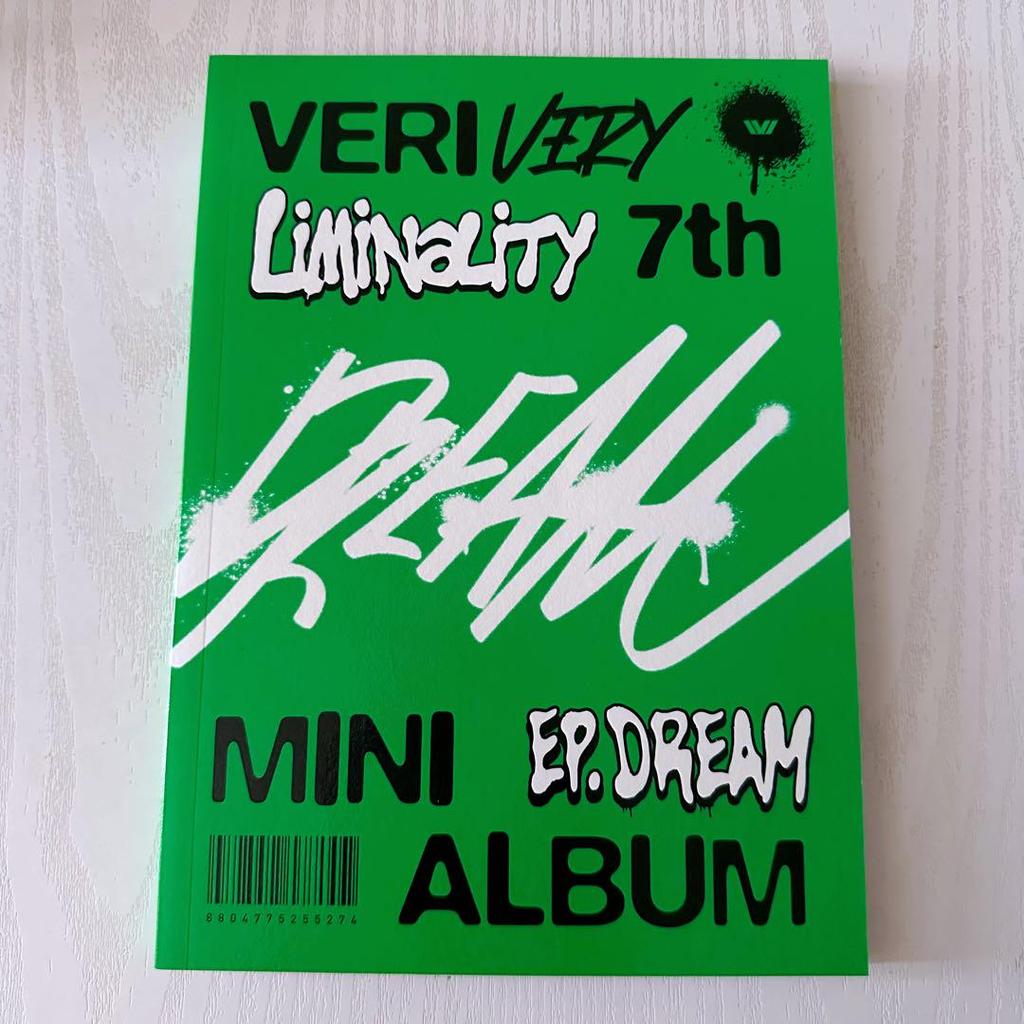 VERIVERY
LiMiNaLiTY 7th
DREAM
MINI EP.DREAM
ALBUM
8804775255274